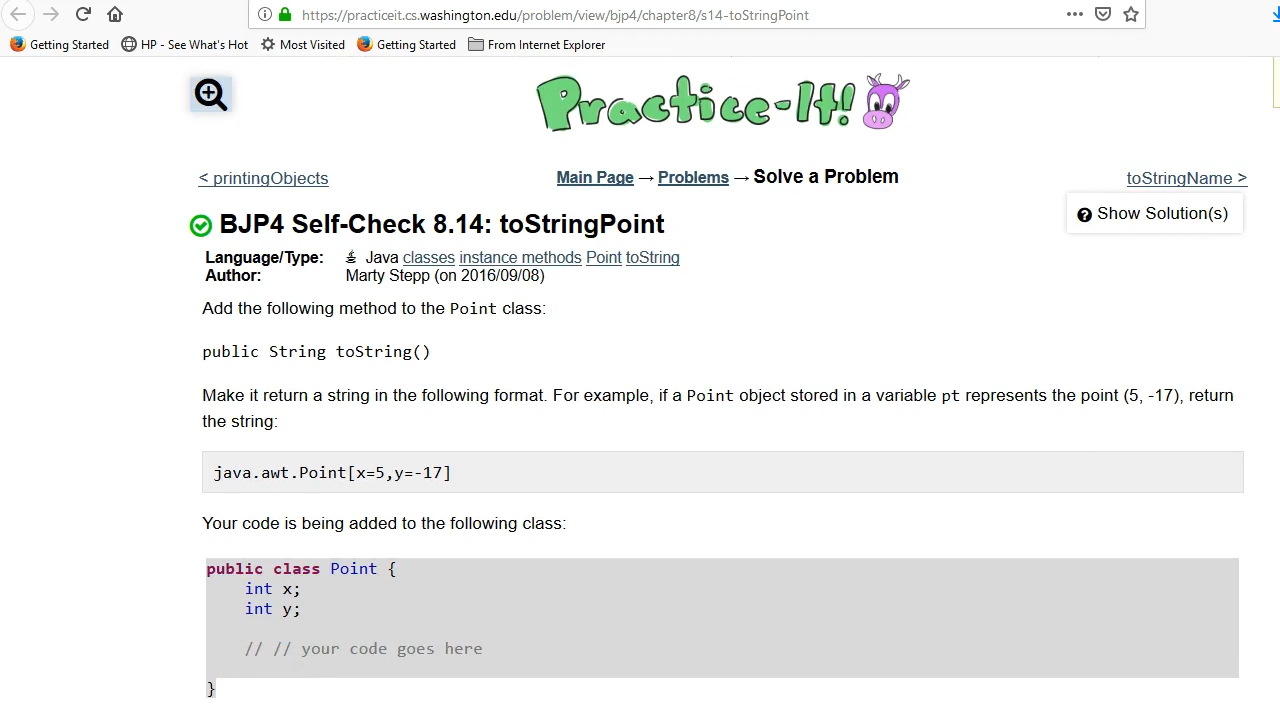 https://practiceit.cs.washington.edu/problem/view/bjp4/chapter8/s14-toStringPoint
Getting Started HP - See What's Hot Most Visited Getting Started From Internet Explorer
Practice-It!
< printingObjects Main Page → Problems → Solve a Problem toStringName >
BJP4 Self-Check 8.14: toStringPoint
Show Solution(s)
Language/Type: Java classes instance methods Point toString
Author: Marty Stepp (on 2016/09/08)
Add the following method to the Point class:
public String toString()
Make it return a string in the following format. For example, if a Point object stored in a variable pt represents the point (5, -17), return
the string:
java.awt.Point[x=5,y=-17]
Your code is being added to the following class:
public class Point {
    int x;
    int y;
    // // your code goes here
}